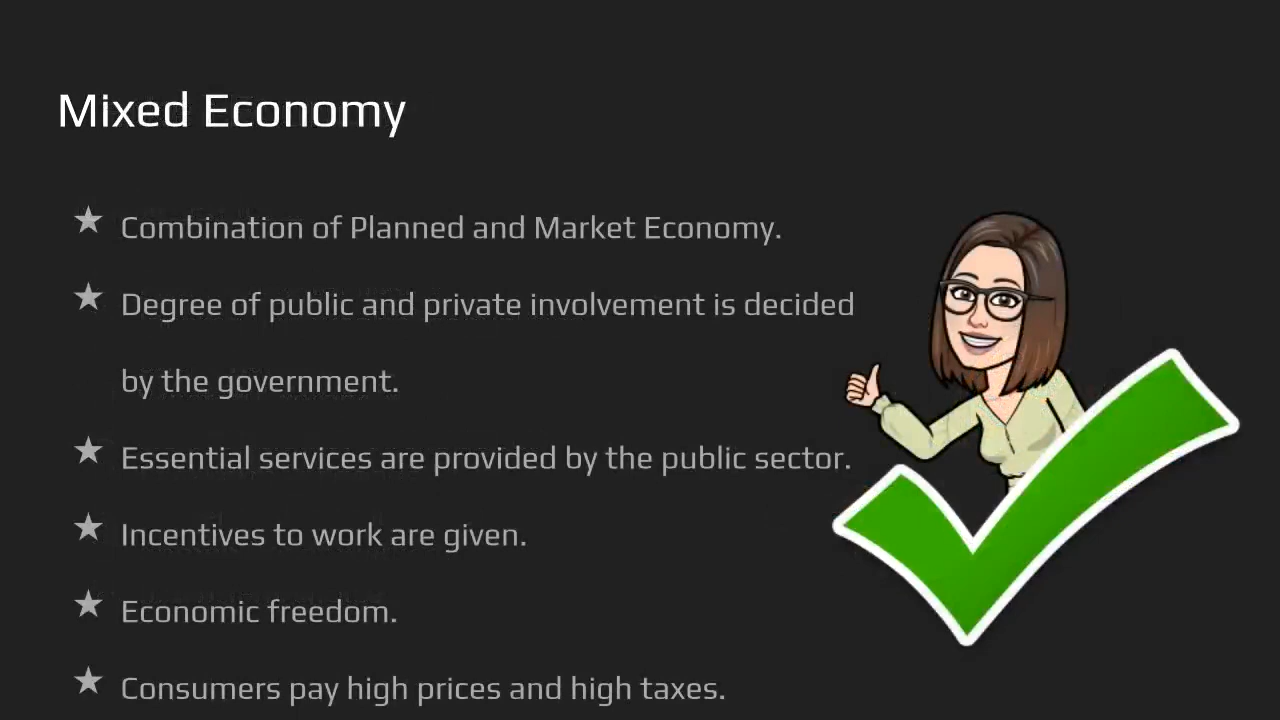 Mixed Economy
★ Combination of Planned and Market Economy.
★ Degree of public and private involvement is decided
by the government.
★ Essential services are provided by the public sector.
★ Incentives to work are given.
★ Economic freedom.
★ Consumers pay high prices and high taxes.